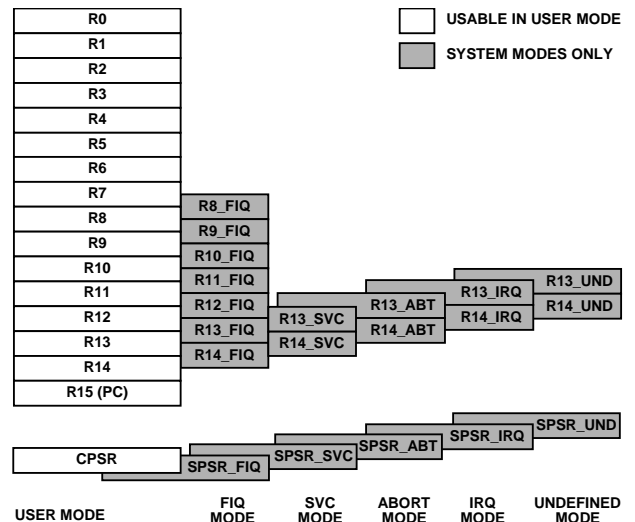 R0
R1
R2
R3
R4
R5
R6
R7
R8
R9
R10
R11
R12
R13
R14
R15 (PC)
CPSR
R8_FIQ
R9_FIQ
R10_FIQ
R11_FIQ
R12_FIQ
R13_FIQ
R14_FIQ
SPSR_FIQ
R13_SVC
R14_SVC
SPSR_SVC
R13_ABT
R14_ABT
SPSR_ABT
R13_IRQ
R14_IRQ
SPSR_IRQ
R13_UND
R14_UND
SPSR_UND
USABLE IN USER MODE
SYSTEM MODES ONLY
USER MODE
FIQ
MODE
SVC
MODE
ABORT
MODE
IRQ
MODE
UNDEFINED
MODE